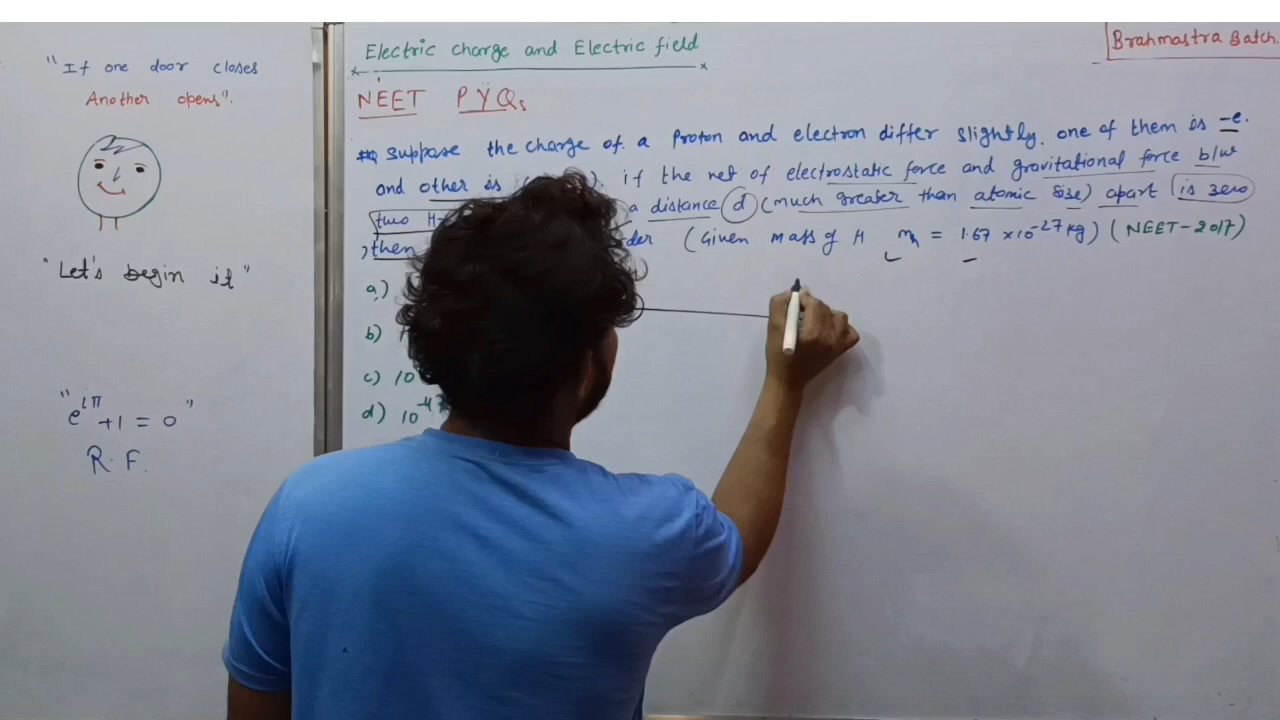 "If one door closes
Another opens".
"Let's begin it"
"e^{iπ} +1 = 0"
R. F.
Electric charge and Electric field
Brahmastra Batch
NEET PYQs
#Q Suppose the charge of a Proton and electron differ slightly. one of them is -e.
and other is if the net of electrostatic force and gravitational force b/w
two H- a distance d (much greater than atomic size) apart is zero
, then der (Given mass of H m_h = 1.67 × 10^{-27} kg) (NEET-2017)
a)
b)
c) 10
d) 10^{-47}